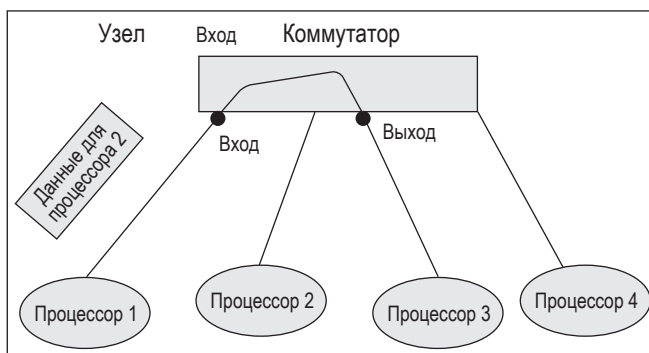 Узел Вход Коммутатор
Вход
Выход
Данные для
процессора 2
Процессор 1
Процессор 2
Процессор 3
Процессор 4